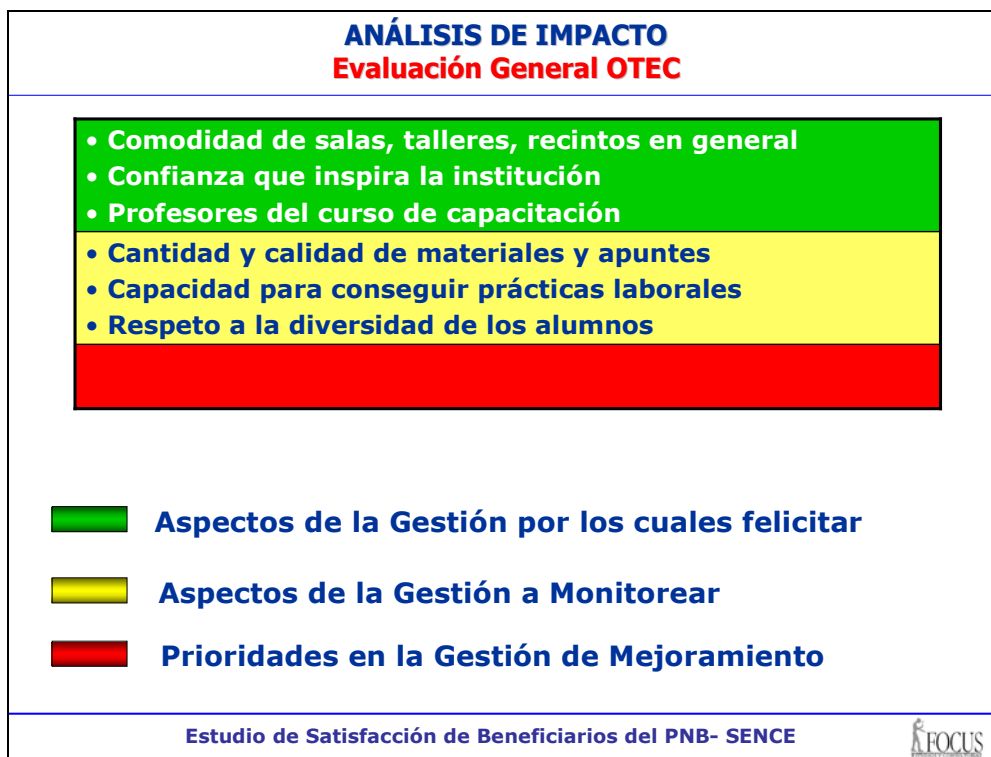 ANÁLISIS DE IMPACTO
Evaluación General OTEC
• Comodidad de salas, talleres, recintos en general
• Confianza que inspira la institución
• Profesores del curso de capacitación
• Cantidad y calidad de materiales y apuntes
• Capacidad para conseguir prácticas laborales
• Respeto a la diversidad de los alumnos
Aspectos de la Gestión por los cuales felicitar
Aspectos de la Gestión a Monitorear
Prioridades en la Gestión de Mejoramiento
Estudio de Satisfacción de Beneficiarios del PNB- SENCE
FOCUS